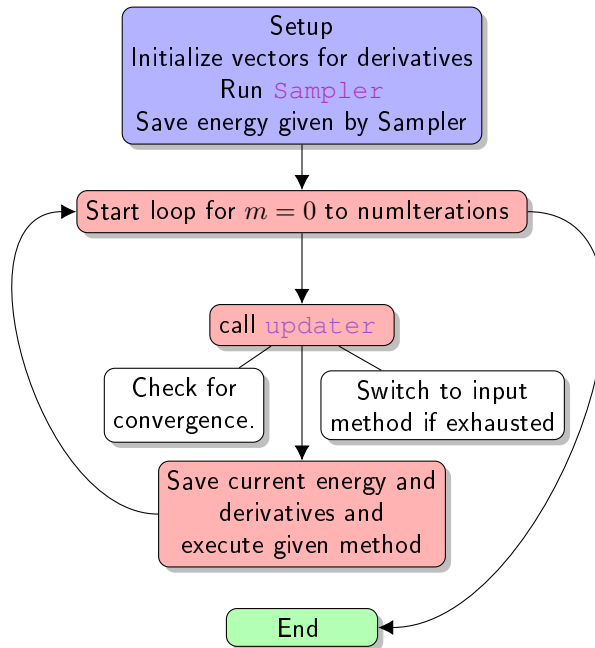 Setup
Initialize vectors for derivatives
Run Sampler
Save energy given by Sampler
Start loop for m = 0 to numIterations
call updater
Check for
convergence.
Switch to input
method if exhausted
Save current energy and
derivatives and
execute given method
End